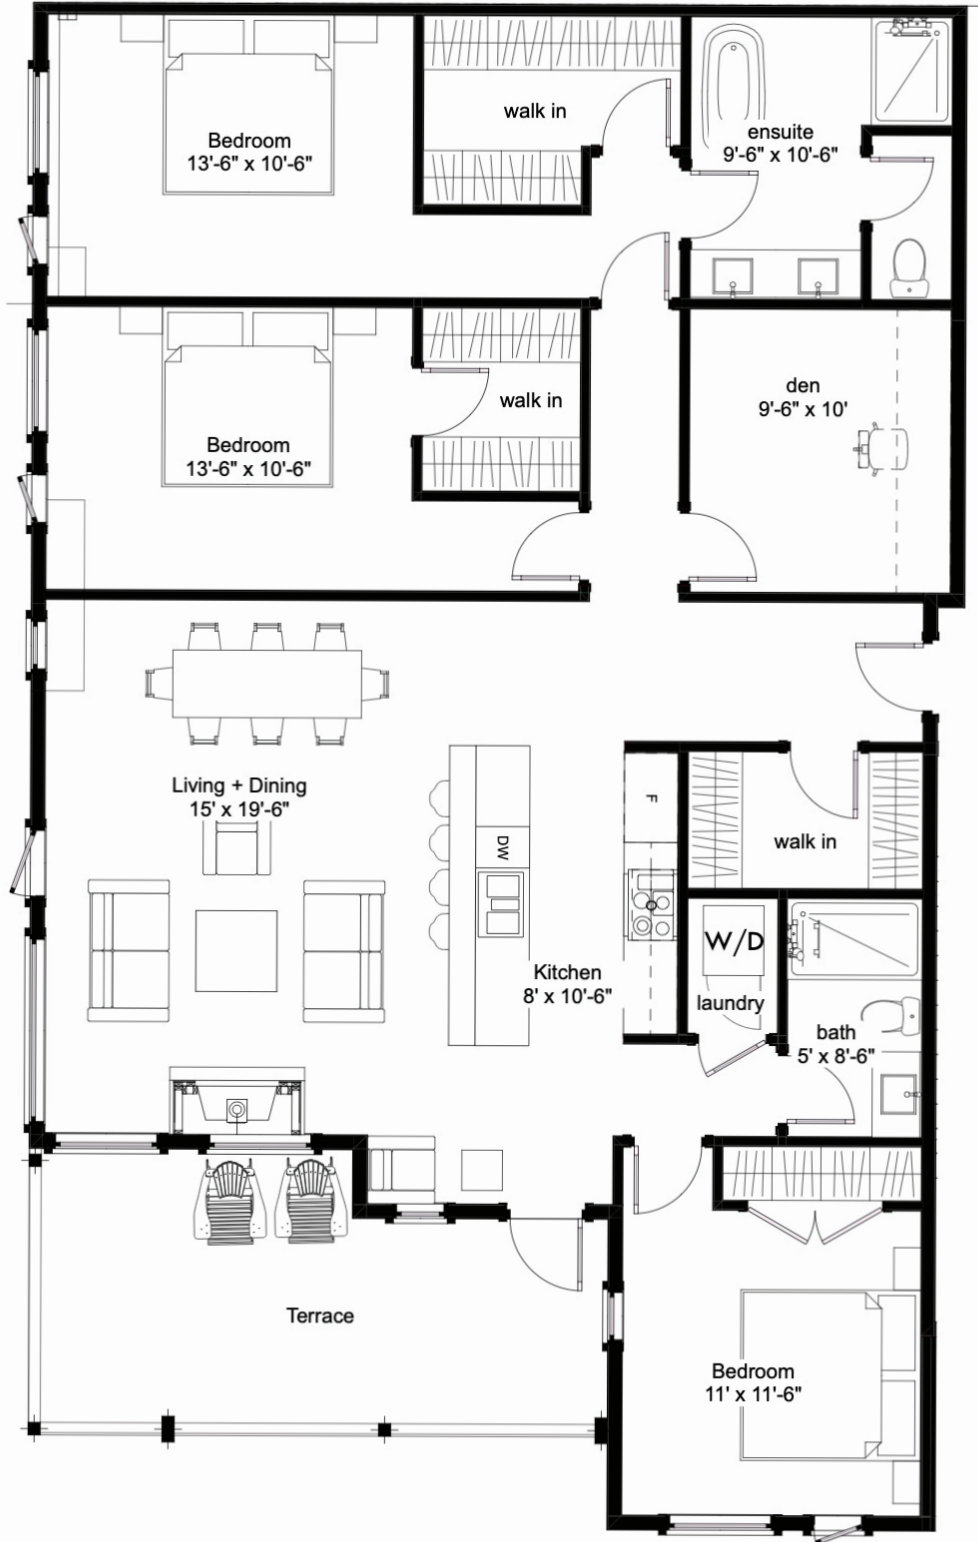 Bedroom
13'-6" x 10'-6"
walk in
ensuite
9'-6" x 10'-6"
Bedroom
13'-6" x 10'-6"
walk in
den
9'-6" x 10'
Living + Dining
15' x 19'-6"
DW
F
walk in
Kitchen
8' x 10'-6"
W/D
laundry
bath
5' x 8'-6"
Terrace
Bedroom
11' x 11'-6"